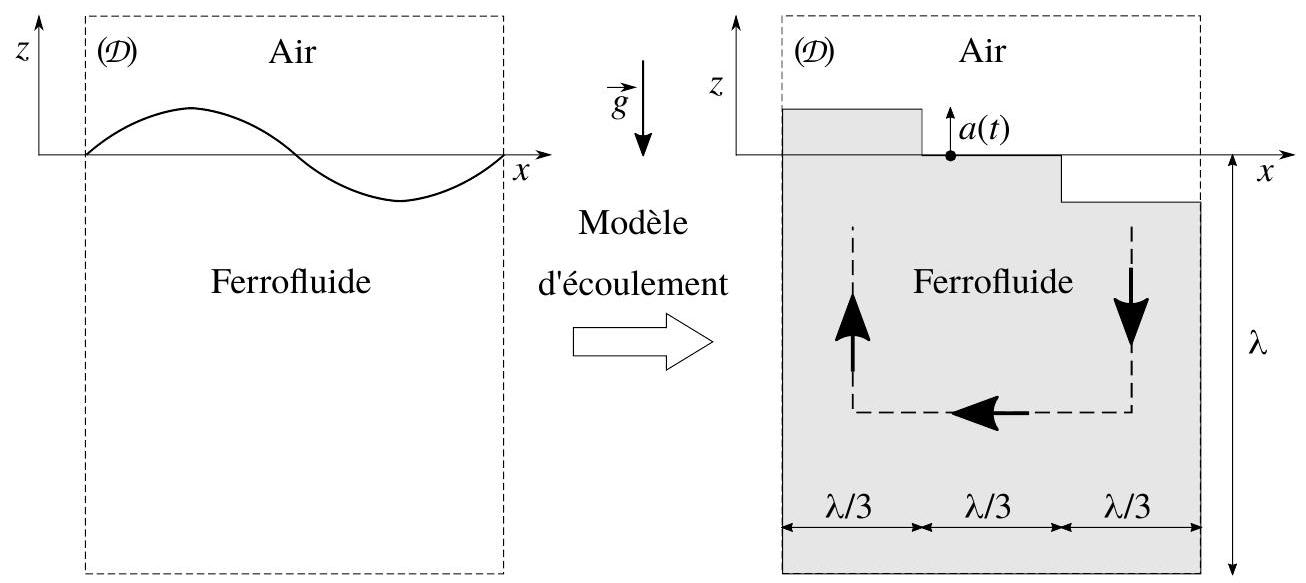 z
(𝒟)
Air
x
Ferrofluide
g
Modèle
d'écoulement
z
(𝒟)
Air
a(t)
x
Ferrofluide
λ
λ/3
λ/3
λ/3